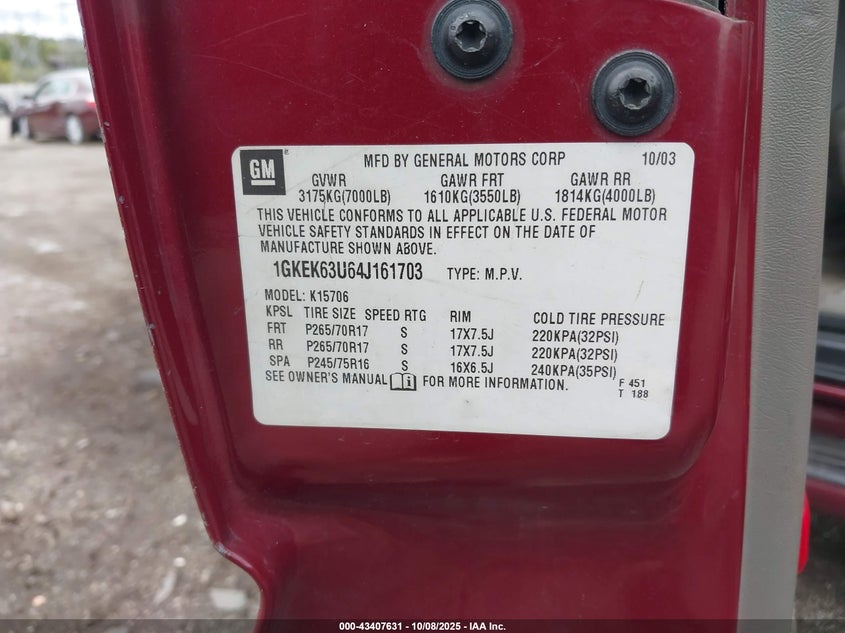 GM
MFD BY GENERAL MOTORS CORP 10/03
GVWR GAWR FRT GAWR RR
3175KG(7000LB) 1610KG(3550LB) 1814KG(4000LB)
THIS VEHICLE CONFORMS TO ALL APPLICABLE U.S. FEDERAL MOTOR
VEHICLE SAFETY STANDARDS IN EFFECT ON THE DATE OF
MANUFACTURE SHOWN ABOVE.
1GKEK63U64J161703 TYPE: M.P.V.
MODEL: K15706
KPSL TIRE SIZE SPEED RTG RIM COLD TIRE PRESSURE
FRT P265/70R17 S 17X7.5J 220KPA(32PSI)
RR P265/70R17 S 17X7.5J 220KPA(32PSI)
SPA P245/75R16 S 16X6.5J 240KPA(35PSI)
SEE OWNER'S MANUAL i FOR MORE INFORMATION.
F 451
T 188
000-43407631 - 10/08/2025 - IAA Inc.